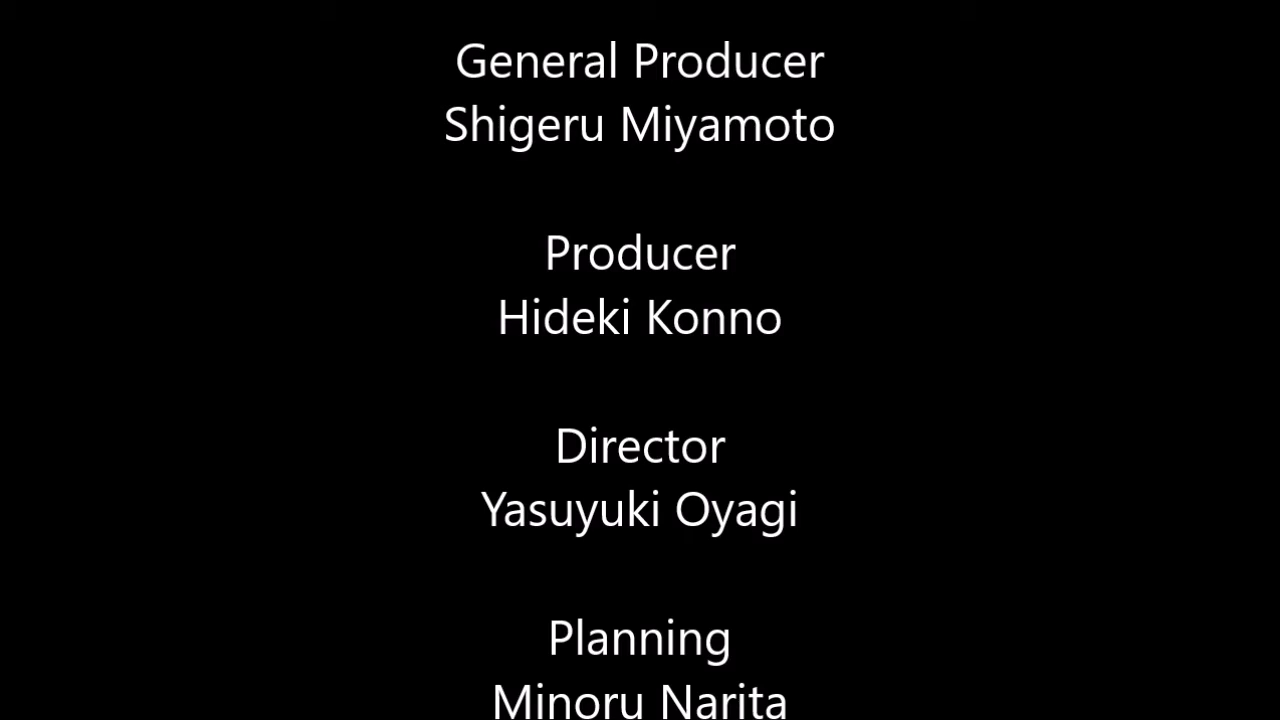 General Producer
Shigeru Miyamoto
Producer
Hideki Konno
Director
Yasuyuki Oyagi
Planning
Minoru Narita